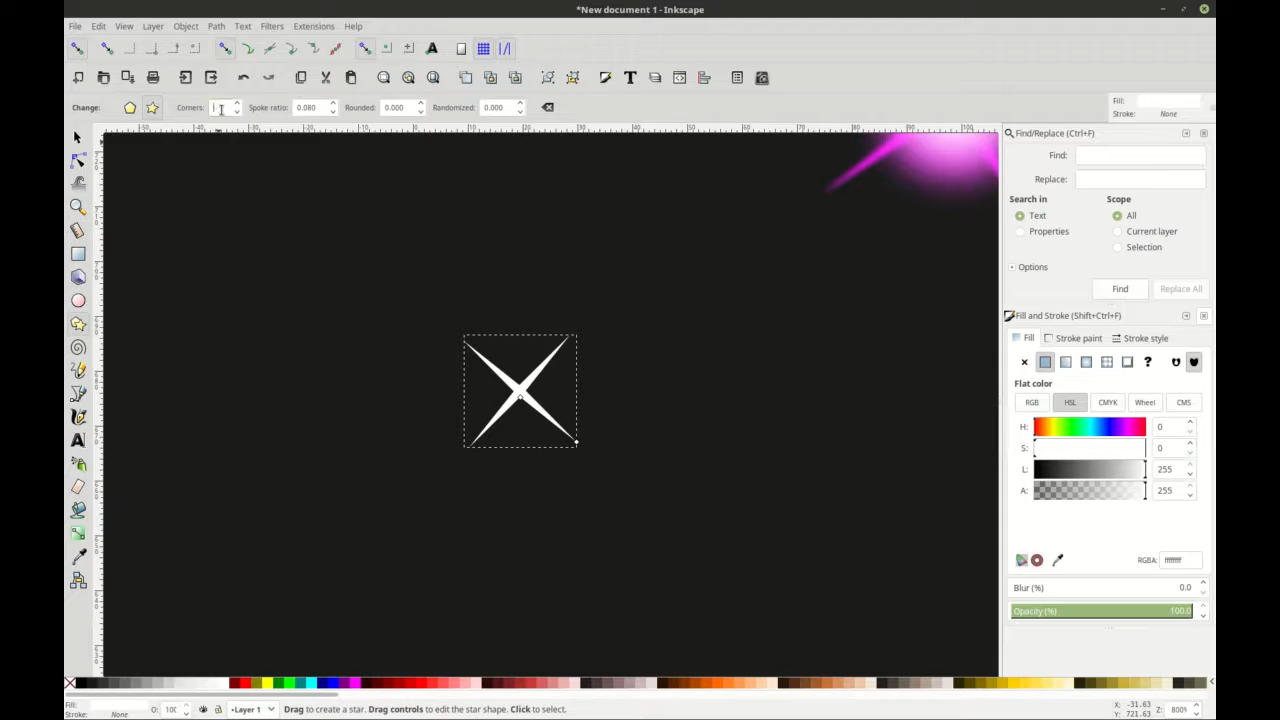 *New document 1 - Inkscape
File Edit View Layer Object Path Text Filters Extensions Help
Change: Corners: Spoke ratio: 0.080 Rounded: 0.000 Randomized: 0.000
Fill:
Stroke: None
Find/Replace (Ctrl+F)
Find:
Replace:
Search in Scope
Text All
Properties Current layer
Selection
Options
Find Replace All
Fill and Stroke (Shift+Ctrl+F)
Fill Stroke paint Stroke style
Flat color
RGB HSL CMYK Wheel CMS
H: 0
S: 0
L: 255
A: 255
RGBA: ffffffff
Blur (%) 0.0
Opacity (%) 100.0
Fill:
Stroke: None O: 100 Layer 1 Drag to create a star. Drag controls to edit the star shape. Click to select.
X: -31.63
Y: 721.63 Z: 800%